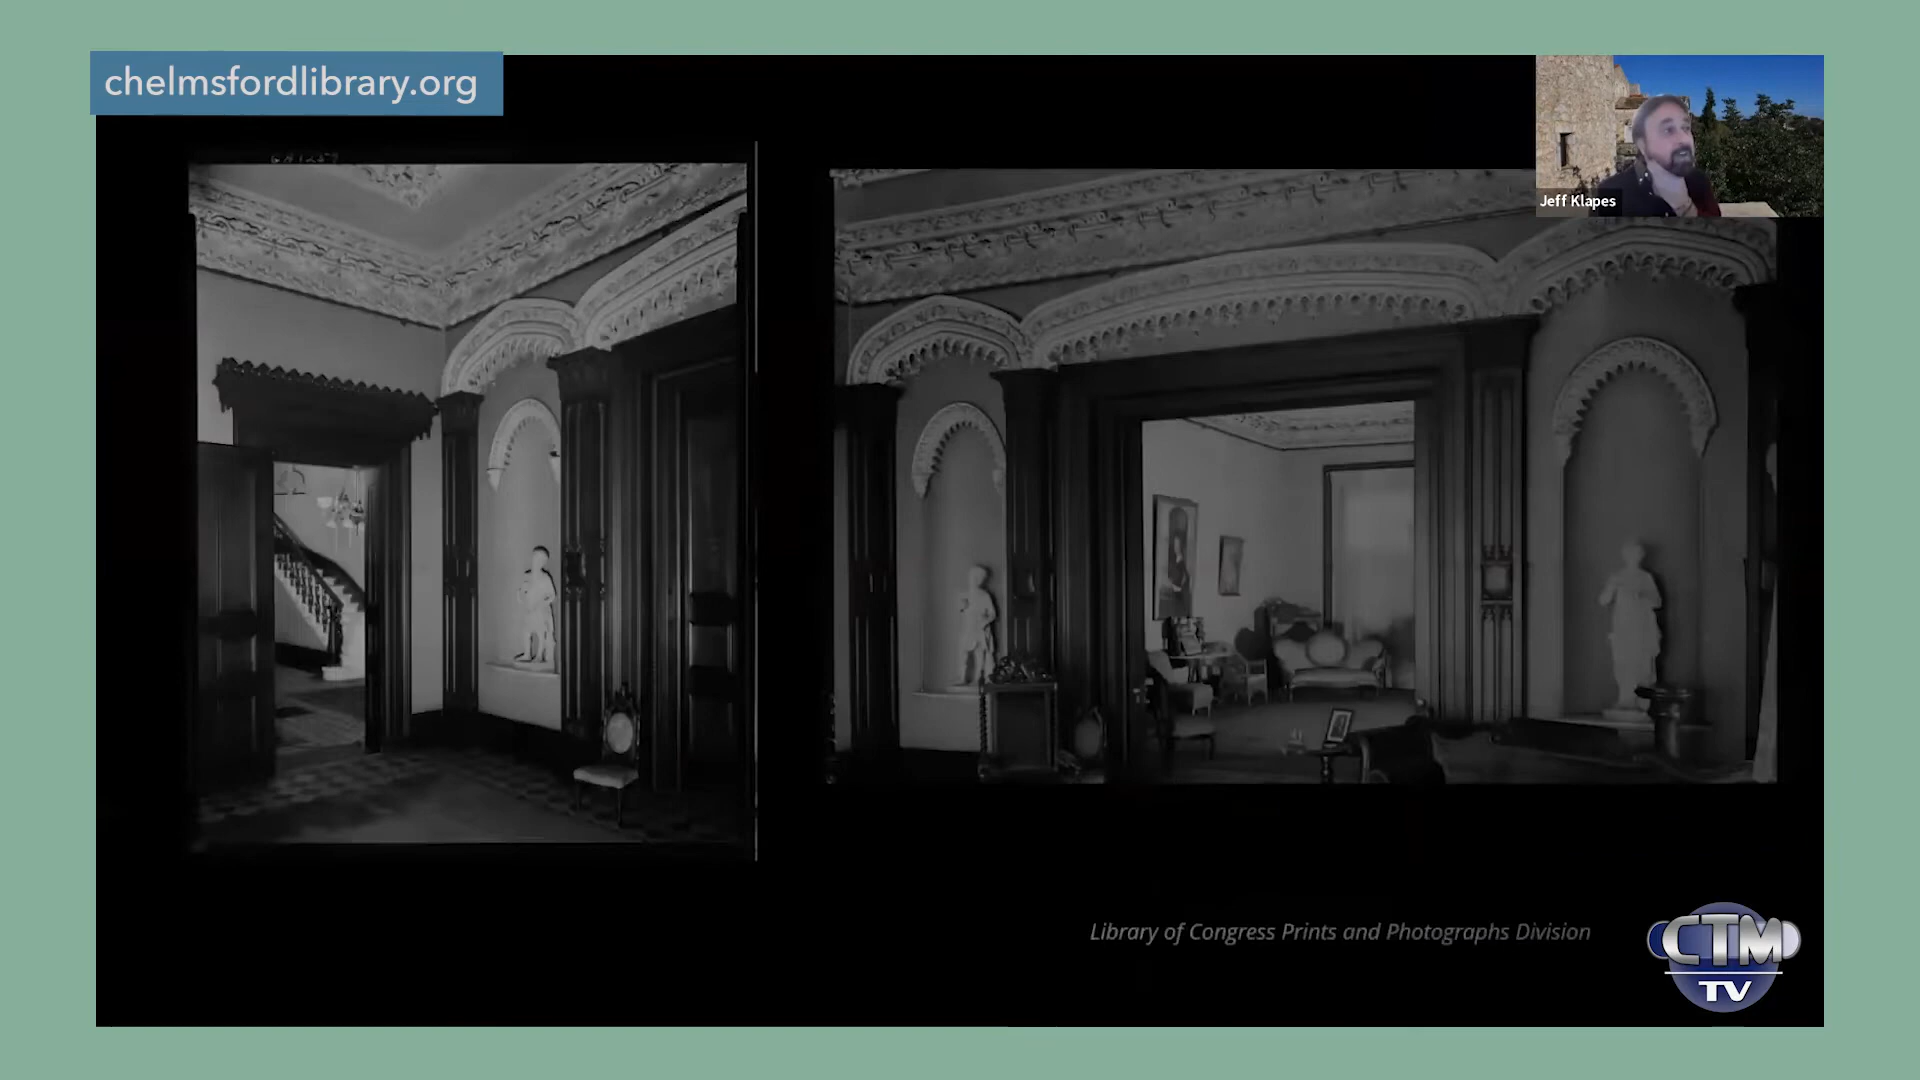 chelmsfordlibrary.org
Jeff Klapes
Library of Congress Prints and Photographs Division
CTM
TV